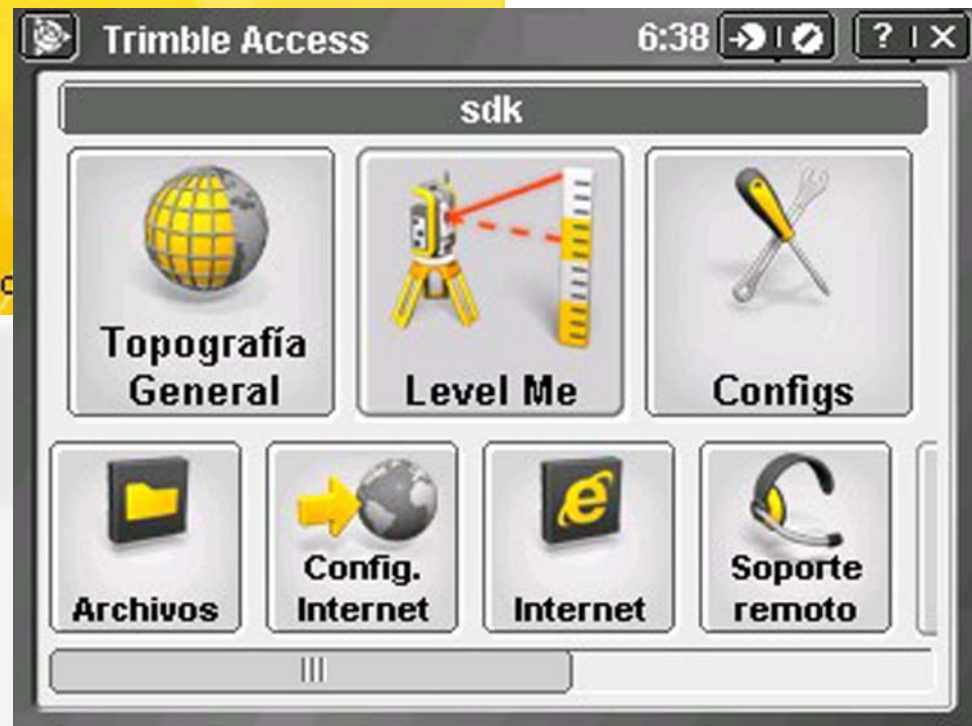 Trimble Access
6:38
? X
sdk
Topografía
General
Level Me
Configs
Archivos
Config.
Internet
Internet
Soporte
remoto